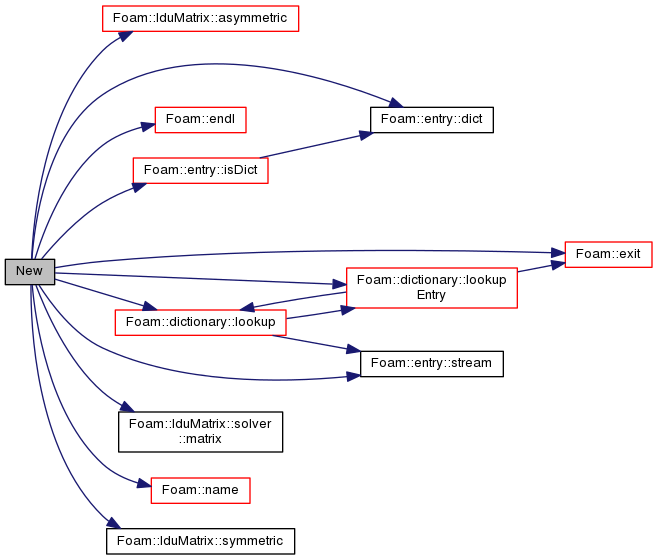 Foam::lduMatrix::asymmetric
Foam::endl
Foam::entry::dict
Foam::entry::isDict
New
Foam::exit
Foam::dictionary::lookup
Entry
Foam::dictionary::lookup
Foam::entry::stream
Foam::lduMatrix::solver
::matrix
Foam::name
Foam::lduMatrix::symmetric